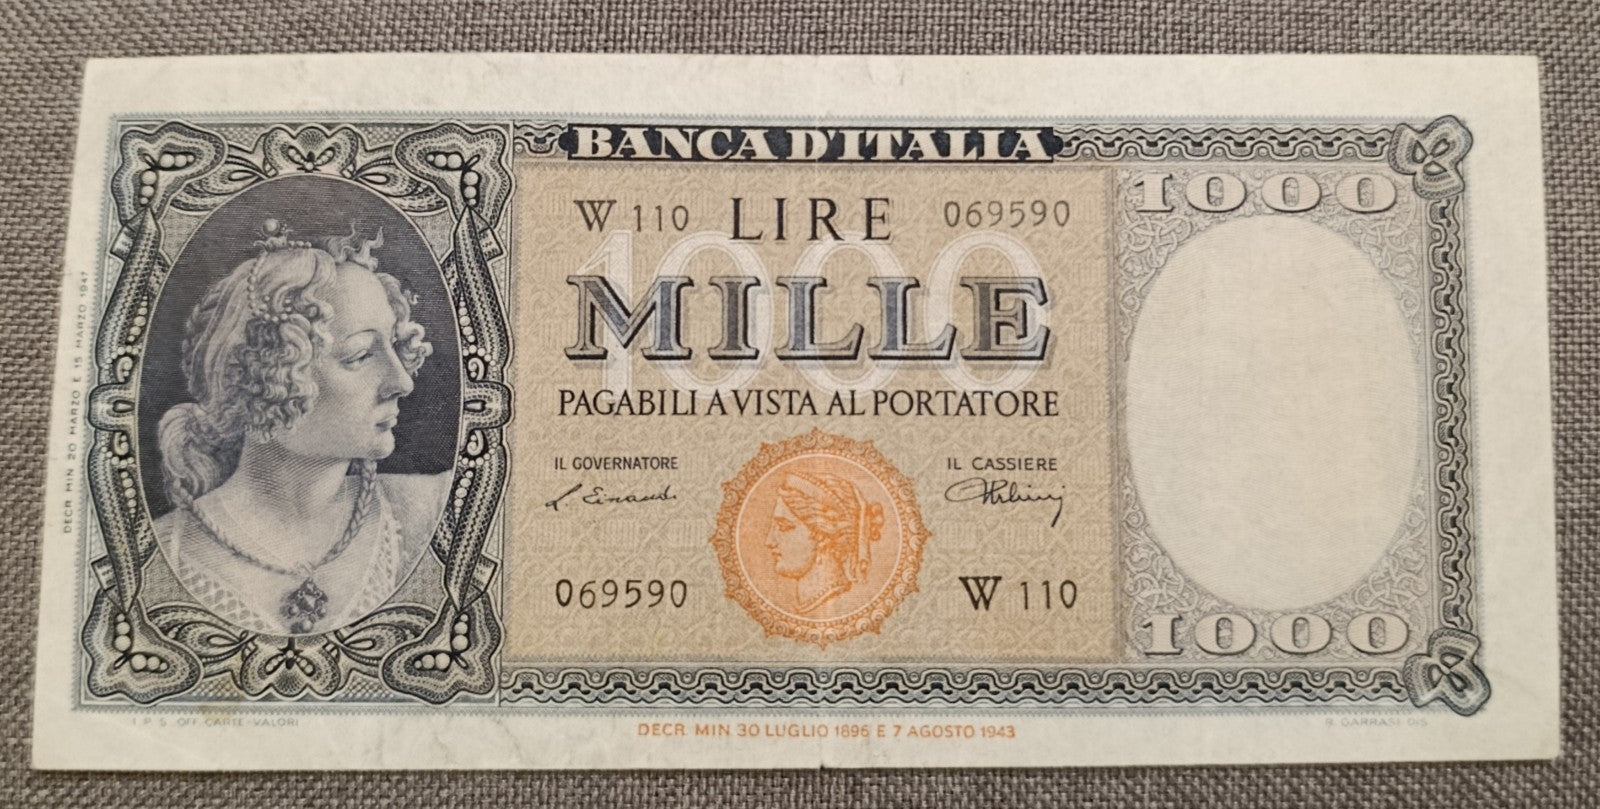 BANCA D'ITALIA
1000
W 110 LIRE 069590
1000
MILLE
PAGABILI A VISTA AL PORTATORE
IL GOVERNATORE
IL CASSIERE
L. Einaudi
069590
W 110
1000
DECR. MIN. 20 MARZO E 15 MARZO 1947
I. P. S. OFF. CARTE-VALORI
DECR. MIN. 30 LUGLIO 1896 E 7 AGOSTO 1943
R. GARRASI DIS.